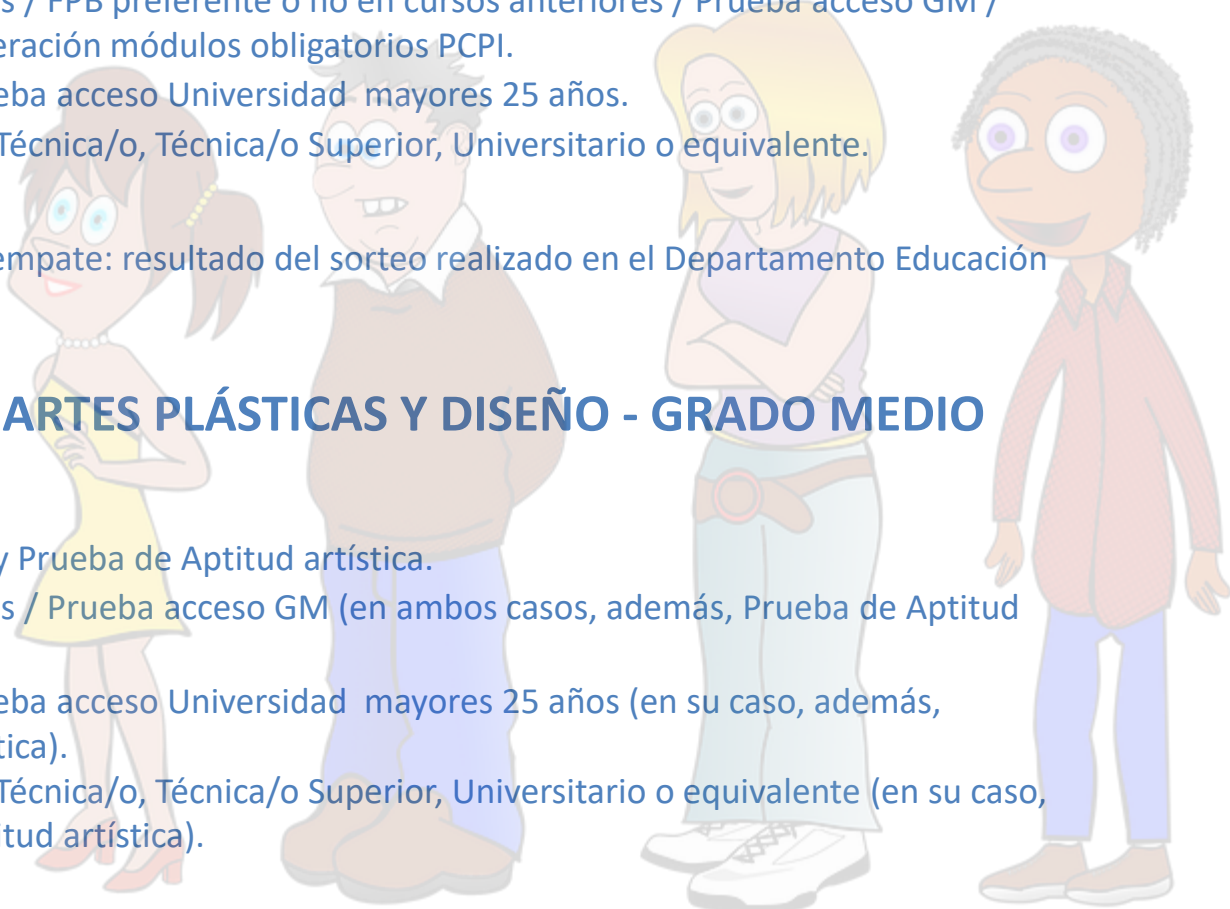 s / FPB preferente o no en cursos anteriores / Prueba acceso GM /
eración módulos obligatorios PCPI.
eba acceso Universidad  mayores 25 años.
Técnica/o, Técnica/o Superior, Universitario o equivalente.
empate: resultado del sorteo realizado en el Departamento Educación
ARTES PLÁSTICAS Y DISEÑO - GRADO MEDIO
y Prueba de Aptitud artística.
s / Prueba acceso GM (en ambos casos, además, Prueba de Aptitud
eba acceso Universidad  mayores 25 años (en su caso, además,
tica).
Técnica/o, Técnica/o Superior, Universitario o equivalente (en su caso,
itud artística).